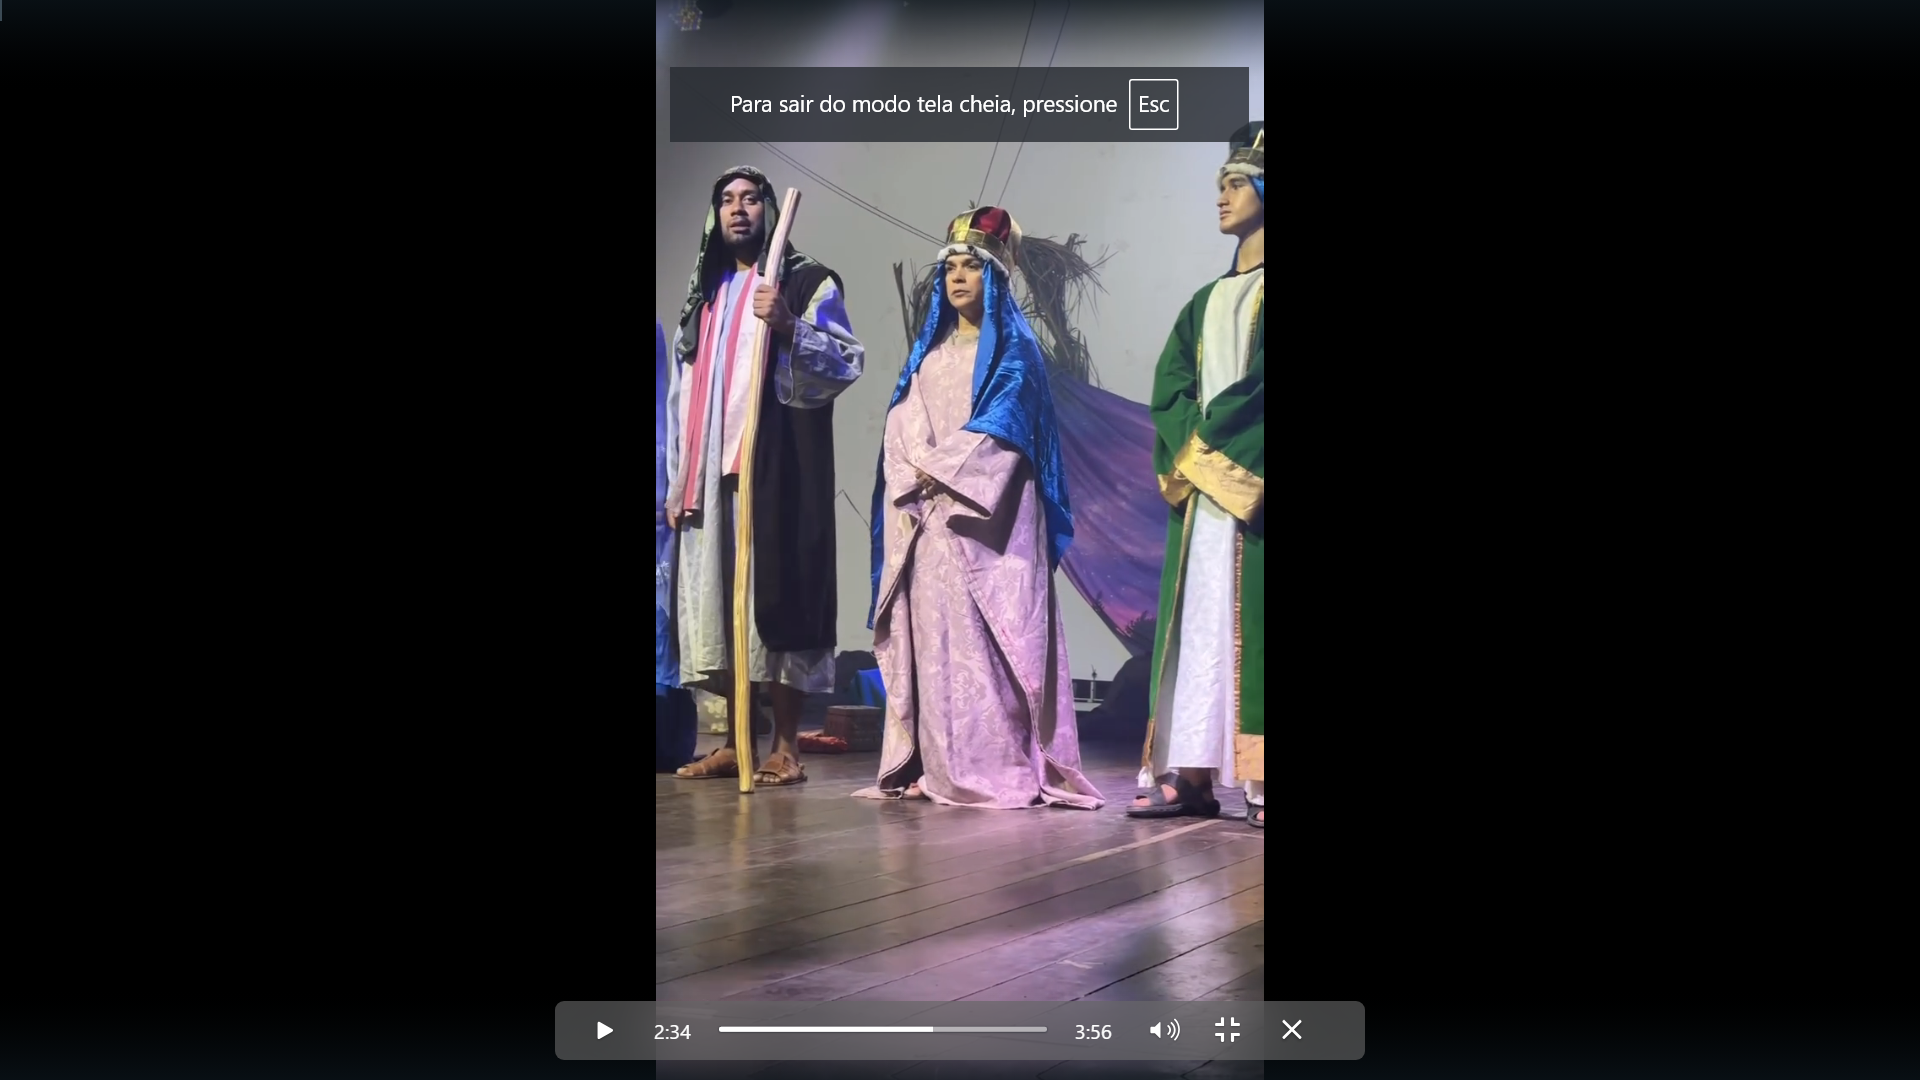 Para sair do modo tela cheia, pressione Esc
2:34 3:56